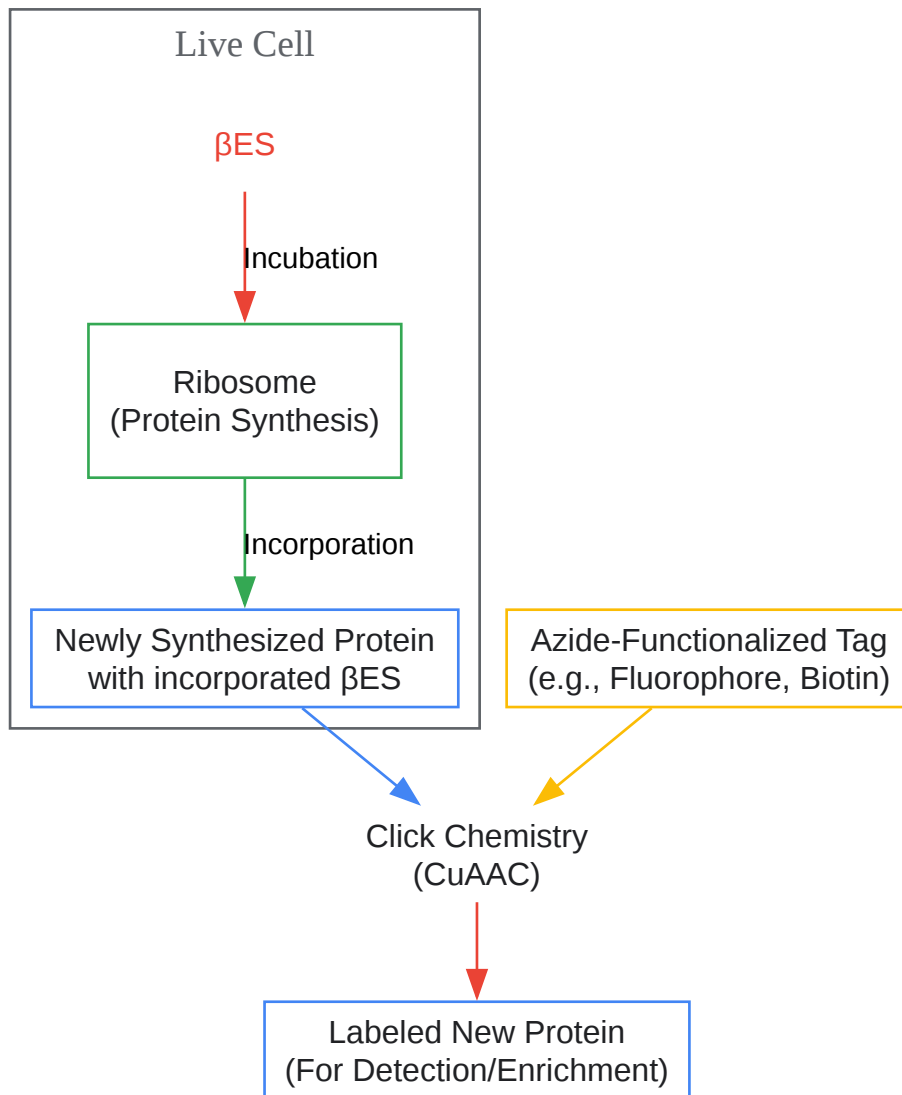 Live Cell
βES
Incubation
Ribosome
(Protein Synthesis)
Incorporation
Newly Synthesized Protein
with incorporated βES
Azide-Functionalized Tag
(e.g., Fluorophore, Biotin)
Click Chemistry
(CuAAC)
Labeled New Protein
(For Detection/Enrichment)